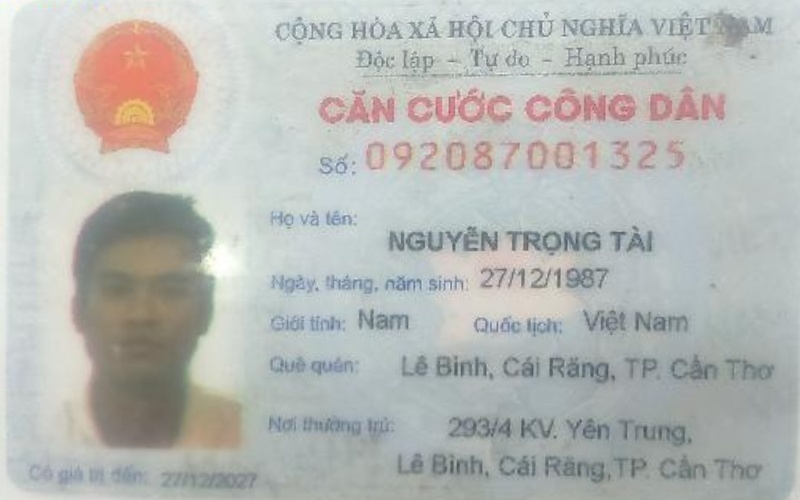 CỘNG HÒA XÃ HỘI CHỦ NGHĨA VIỆT NAM
Độc lập - Tự do - Hạnh phúc
CĂN CƯỚC CÔNG DÂN
Số: 092087001325
Họ và tên:
NGUYỄN TRỌNG TÀI
Ngày, tháng, năm sinh: 27/12/1987
Giới tính: Nam Quốc tịch: Việt Nam
Quê quán: Lê Bình, Cái Răng, TP. Cần Thơ
Nơi thường trú: 293/4 KV. Yên Trung,
Lê Bình, Cái Răng, TP. Cần Thơ
Có giá trị đến: 27/12/2027